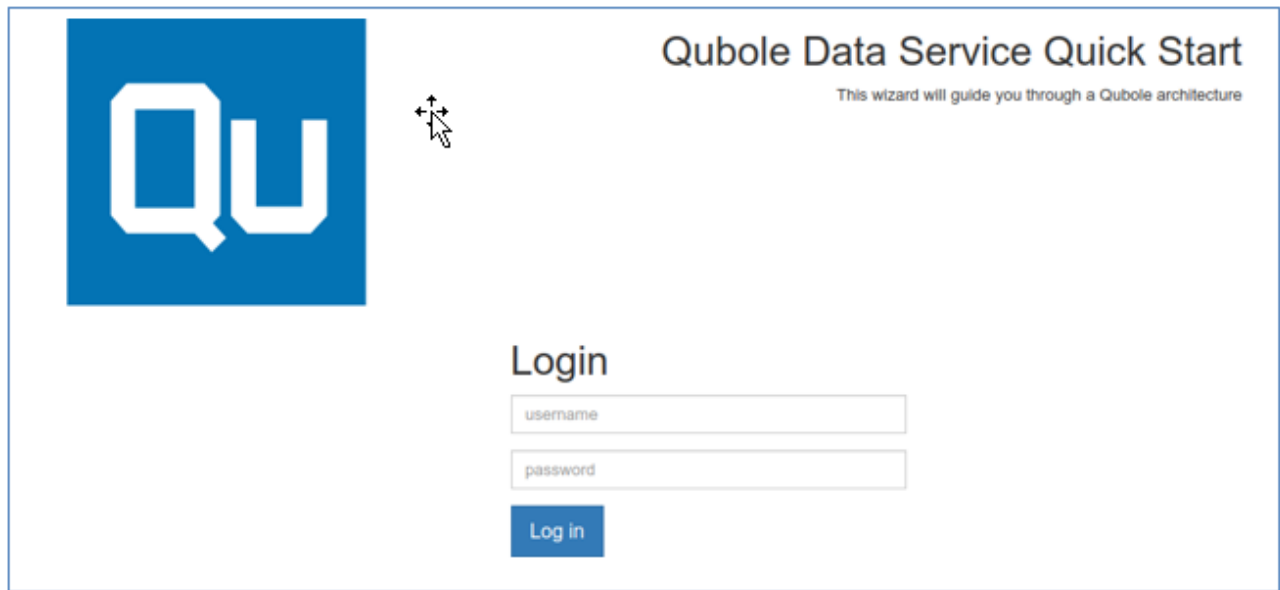 Qu
Qubole Data Service Quick Start
This wizard will guide you through a Qubole architecture
Login
username
password
Log in